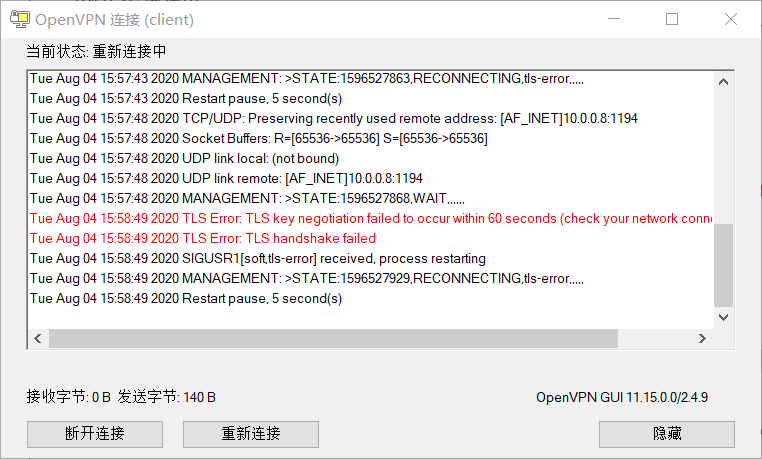 OpenVPN 连接 (client)
当前状态: 重新连接中
Tue Aug 04 15:57:43 2020 MANAGEMENT: >STATE:1596527863,RECONNECTING,tls-error,,,,,
Tue Aug 04 15:57:43 2020 Restart pause, 5 second(s)
Tue Aug 04 15:57:48 2020 TCP/UDP: Preserving recently used remote address: [AF_INET]10.0.0.8:1194
Tue Aug 04 15:57:48 2020 Socket Buffers: R=[65536->65536] S=[65536->65536]
Tue Aug 04 15:57:48 2020 UDP link local: (not bound)
Tue Aug 04 15:57:48 2020 UDP link remote: [AF_INET]10.0.0.8:1194
Tue Aug 04 15:57:48 2020 MANAGEMENT: >STATE:1596527868,WAIT,,,,,,
Tue Aug 04 15:58:49 2020 TLS Error: TLS key negotiation failed to occur within 60 seconds (check your network conne
Tue Aug 04 15:58:49 2020 TLS Error: TLS handshake failed
Tue Aug 04 15:58:49 2020 SIGUSR1[soft,tls-error] received, process restarting
Tue Aug 04 15:58:49 2020 MANAGEMENT: >STATE:1596527929,RECONNECTING,tls-error,,,,,
Tue Aug 04 15:58:49 2020 Restart pause, 5 second(s)
接收字节: 0 B 发送字节: 140 B
OpenVPN GUI 11.15.0.0/2.4.9
断开连接
重新连接
隐藏